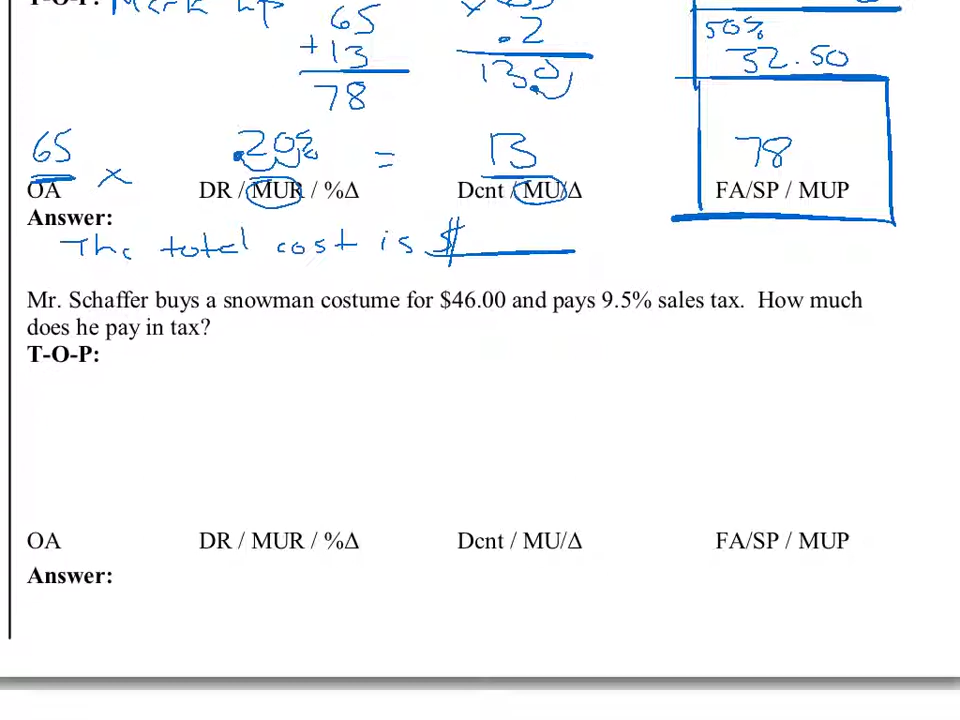 T-O-P: Mark up
65 x .2
+13
50%
78 130 32.50
65 x .20% = 13 78
OA DR / MUR / %Δ Dcnt / MU/Δ FA/SP / MUP
Answer:
The total cost is $
Mr. Schaffer buys a snowman costume for $46.00 and pays 9.5% sales tax. How much
does he pay in tax?
T-O-P:
OA DR / MUR / %Δ Dcnt / MU/Δ FA/SP / MUP
Answer: